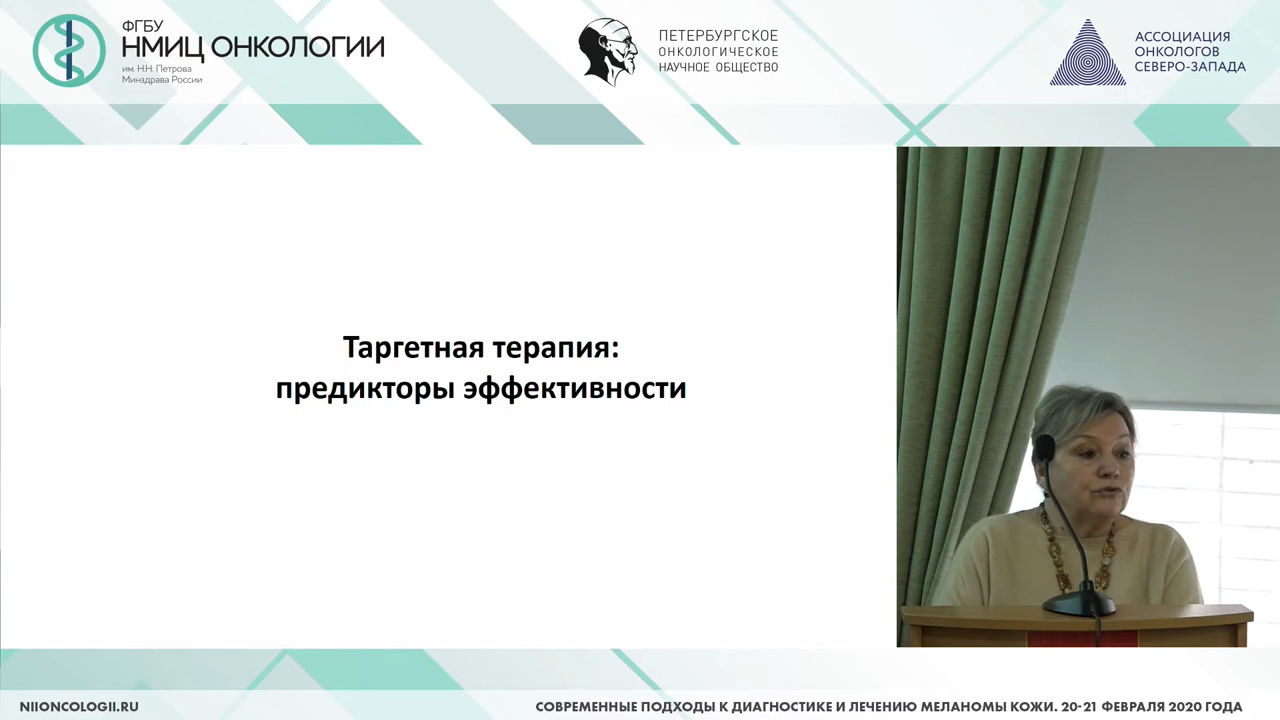 ФГБУ
НМИЦ ОНКОЛОГИИ
им. Н.Н. Петрова
Минздрава России
ПЕТЕРБУРГСКОЕ
ОНКОЛОГИЧЕСКОЕ
НАУЧНОЕ ОБЩЕСТВО
АССОЦИАЦИЯ
ОНКОЛОГОВ
СЕВЕРО-ЗАПАДА
Таргетная терапия:
предикторы эффективности
NIIONCOLOGII.RU
СОВРЕМЕННЫЕ ПОДХОДЫ К ДИАГНОСТИКЕ И ЛЕЧЕНИЮ МЕЛАНОМЫ КОЖИ. 20-21 ФЕВРАЛЯ 2020 ГОДА